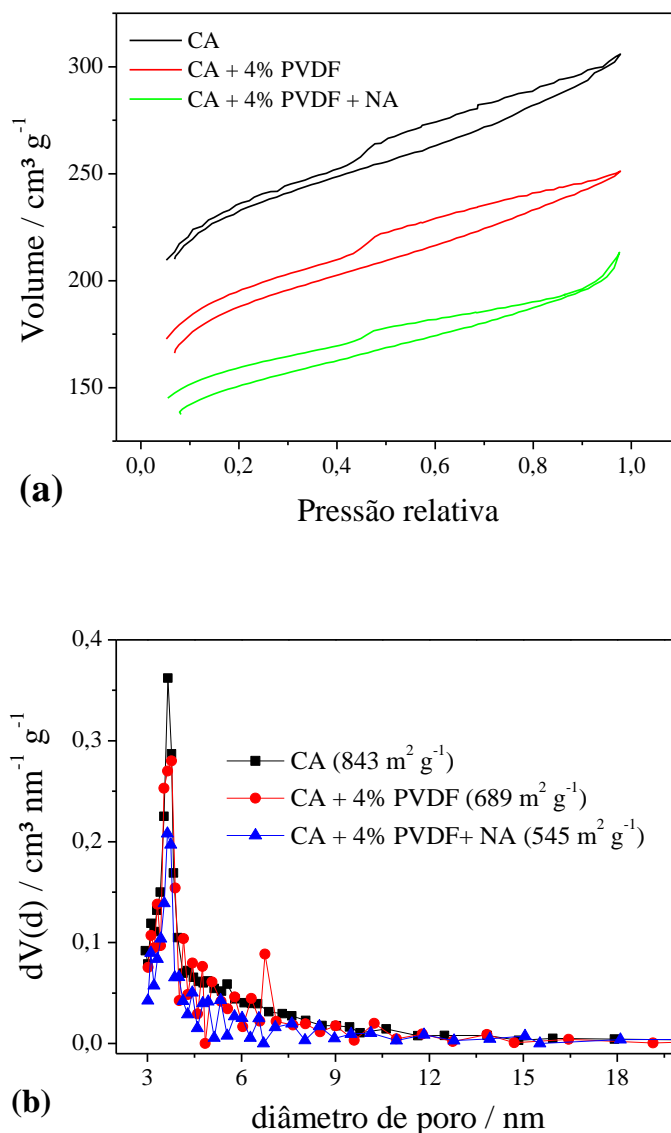 CA
CA + 4% PVDF
CA + 4% PVDF + NA
300
250
200
150
Volume / cm³ g⁻¹
0,0 0,2 0,4 0,6 0,8 1,0
(a)
Pressão relativa
0,4
0,3
0,2
0,1
0,0
dV(d) / cm³ nm⁻¹ g⁻¹
CA (843 m² g⁻¹)
CA + 4% PVDF (689 m² g⁻¹)
CA + 4% PVDF+ NA (545 m² g⁻¹)
3 6 9 12 15 18
(b)
diâmetro de poro / nm